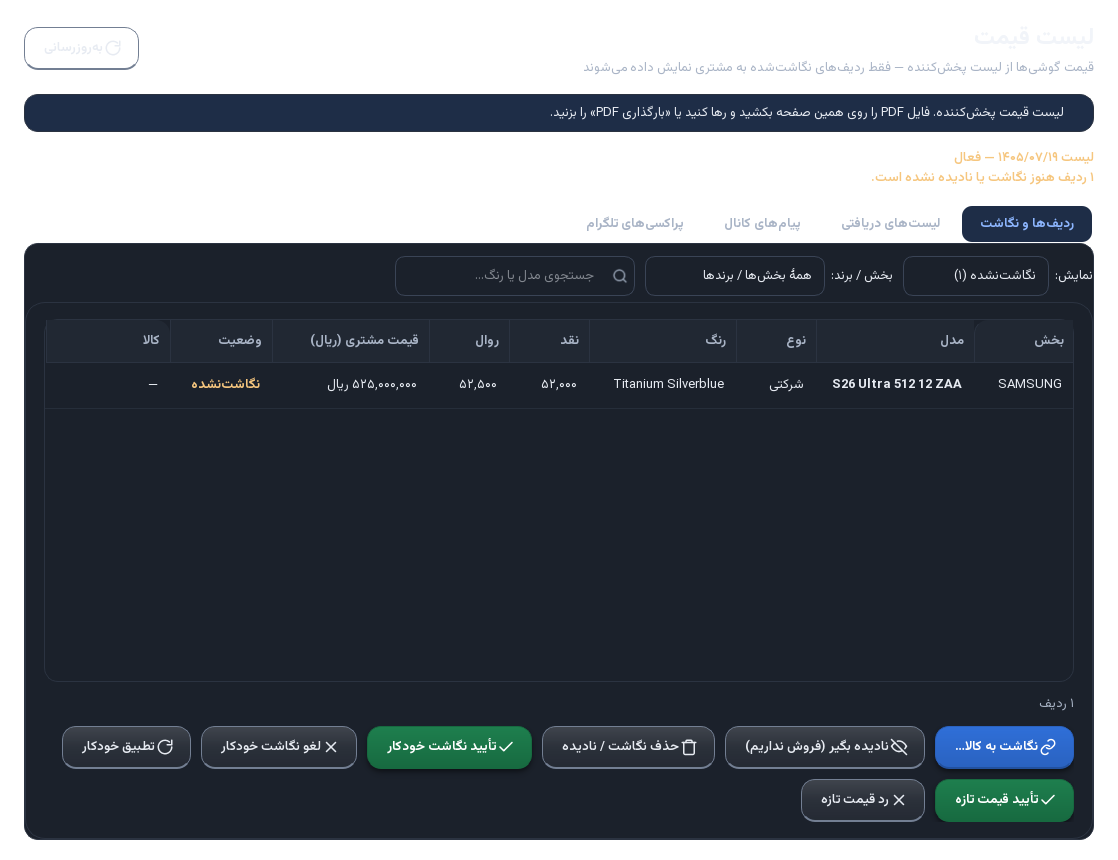 لیست قیمت
به‌روزرسانی
قیمت گوشی‌ها از لیست پخش‌کننده — فقط ردیف‌های نگاشت‌شده به مشتری نمایش داده می‌شوند
لیست قیمت پخش‌کننده. فایل PDF را روی همین صفحه بکشید و رها کنید یا «بارگذاری PDF» را بزنید.
لیست ۱۴۰۵/۰۷/۱۹ — فعال
۱ ردیف هنوز نگاشت یا نادیده نشده است.
ردیف‌ها و نگاشت لیست‌های دریافتی پیام‌های کانال پراکسی‌های تلگرام
نمایش: نگاشت‌نشده (۱) بخش / برند: همهٔ بخش‌ها / برندها جستجوی مدل یا رنگ...
بخش مدل نوع رنگ نقد روال قیمت مشتری (ریال) وضعیت کالا
SAMSUNG S26 Ultra 512 12 ZAA شرکتی Titanium Silverblue ۵۲,۰۰۰ ۵۲,۵۰۰ ۵۲۵,۰۰۰,۰۰۰ ریال نگاشت‌نشده —
۱ ردیف
نگاشت به کالا... نادیده بگیر (فروش نداریم) حذف نگاشت / نادیده تأیید نگاشت خودکار لغو نگاشت خودکار تطبیق خودکار
تأیید قیمت تازه رد قیمت تازه